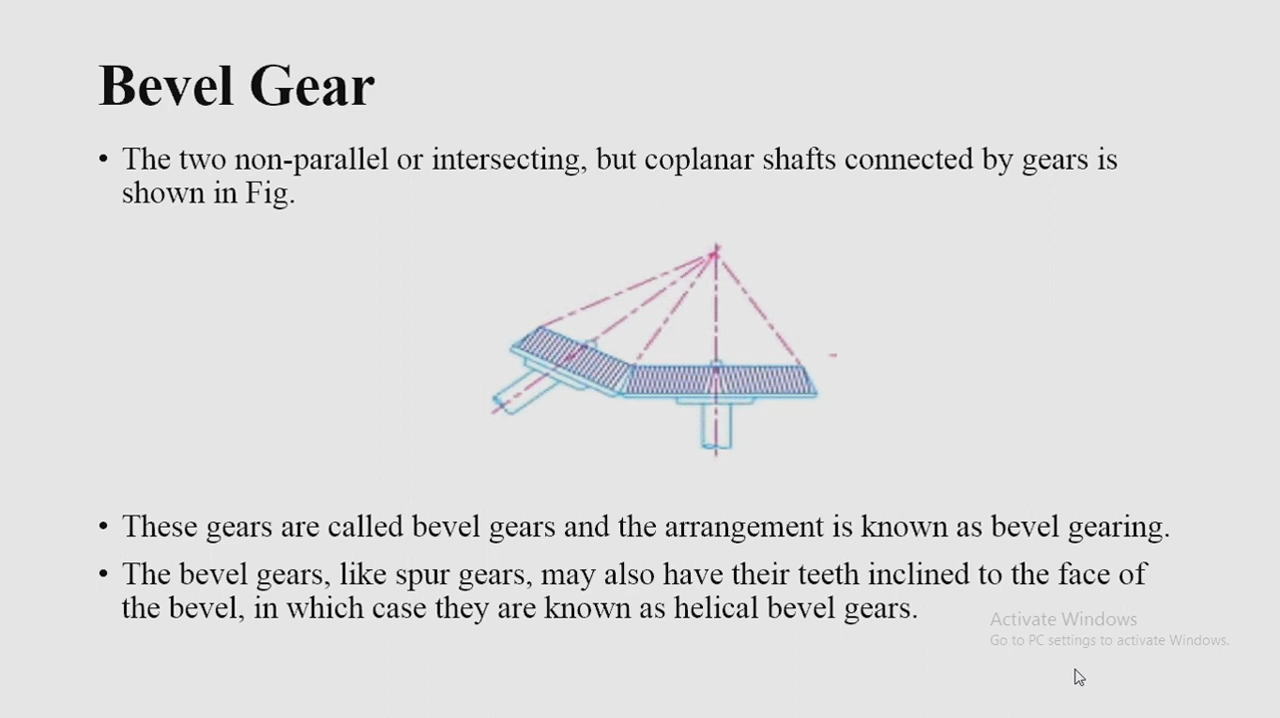 Bevel Gear
• The two non-parallel or intersecting, but coplanar shafts connected by gears is
shown in Fig.
• These gears are called bevel gears and the arrangement is known as bevel gearing.
• The bevel gears, like spur gears, may also have their teeth inclined to the face of
the bevel, in which case they are known as helical bevel gears.
Activate Windows
Go to PC settings to activate Windows.